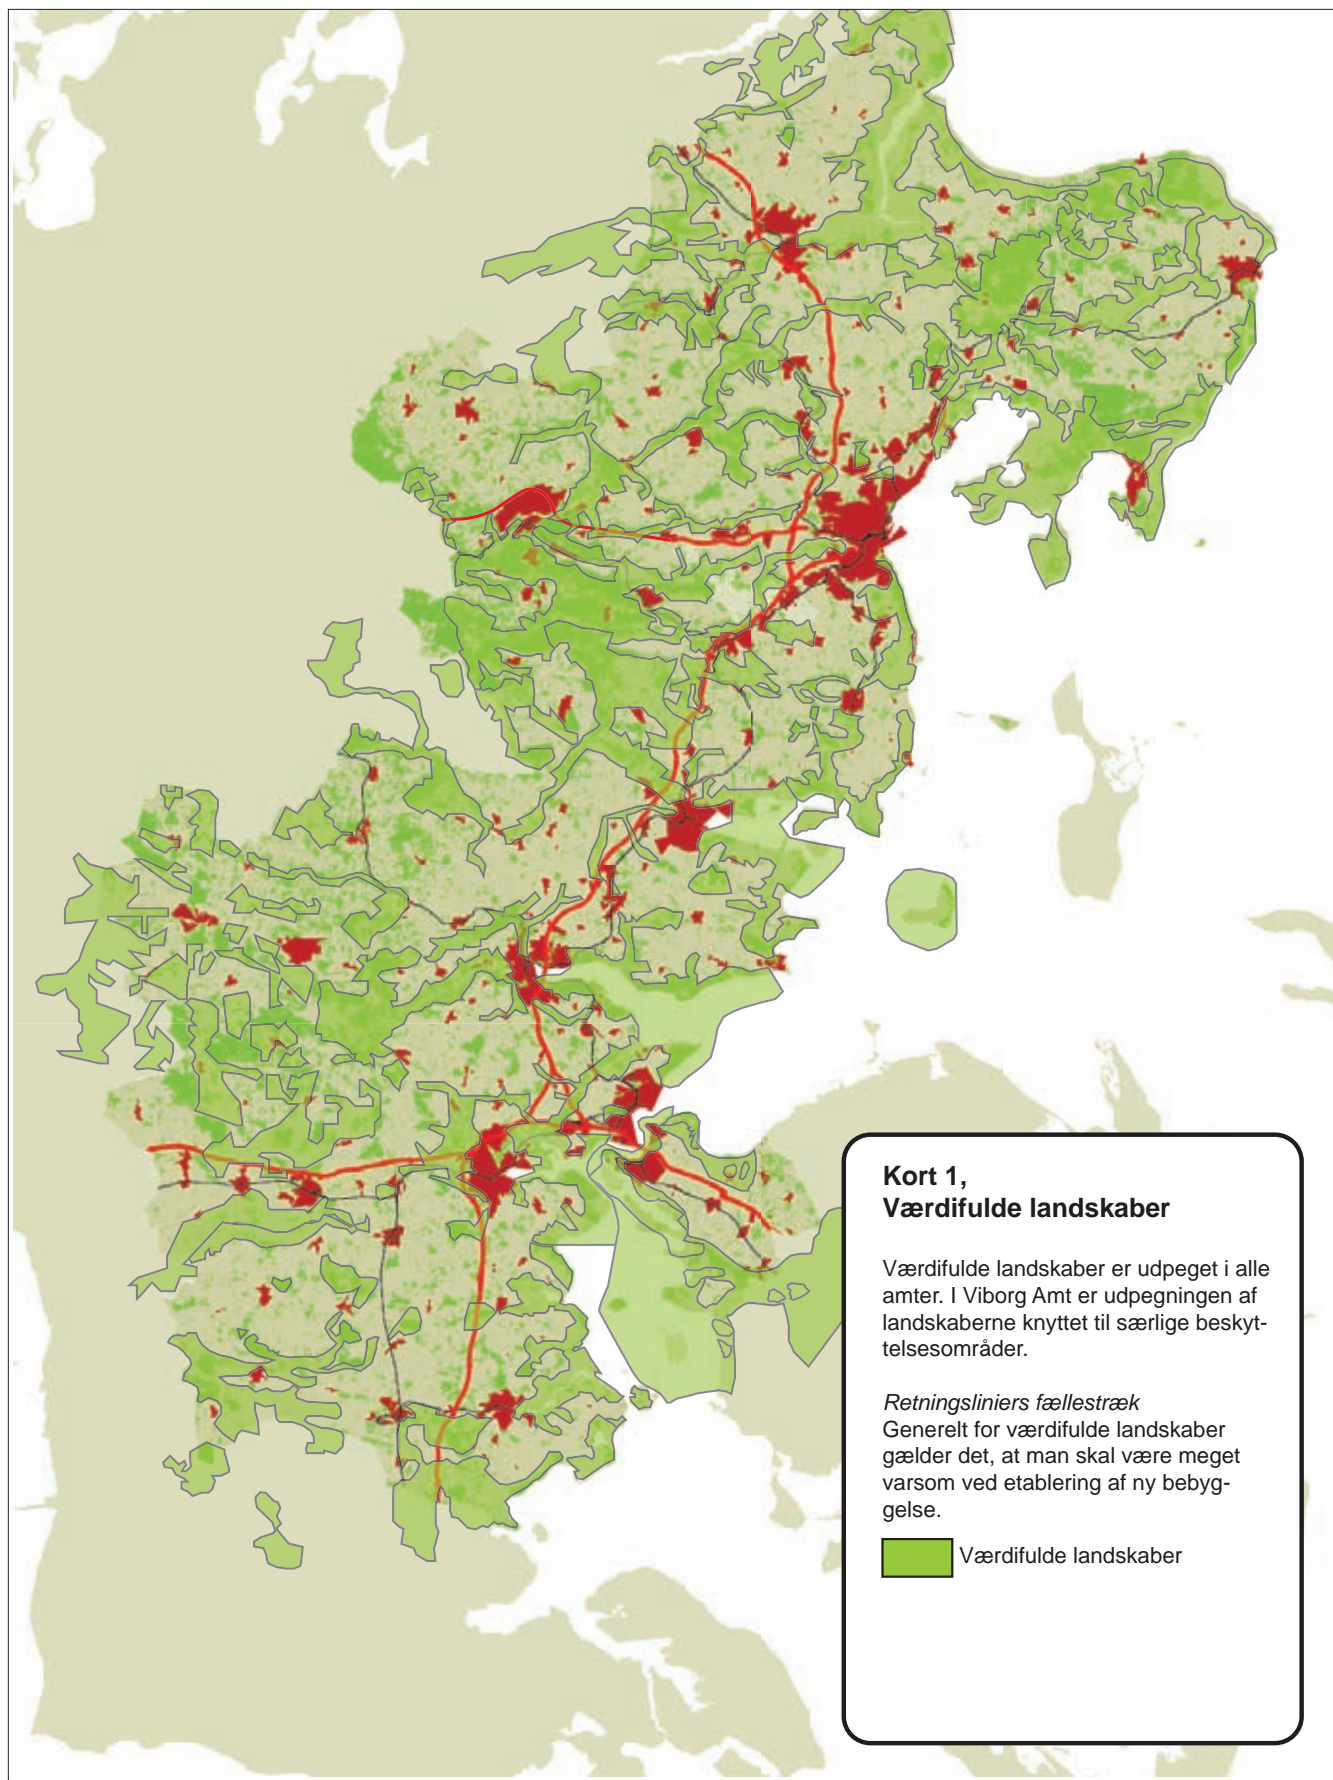 Kort 1,
Værdifulde landskaber
Værdifulde landskaber er udpeget i alle
amter. I Viborg Amt er udpegningen af
landskaberne knyttet til særlige beskyt-
telsesområder.
Retningsliniers fællestræk
Generelt for værdifulde landskaber
gælder det, at man skal være meget
varsom ved etablering af ny bebyg-
gelse.
Værdifulde landskaber